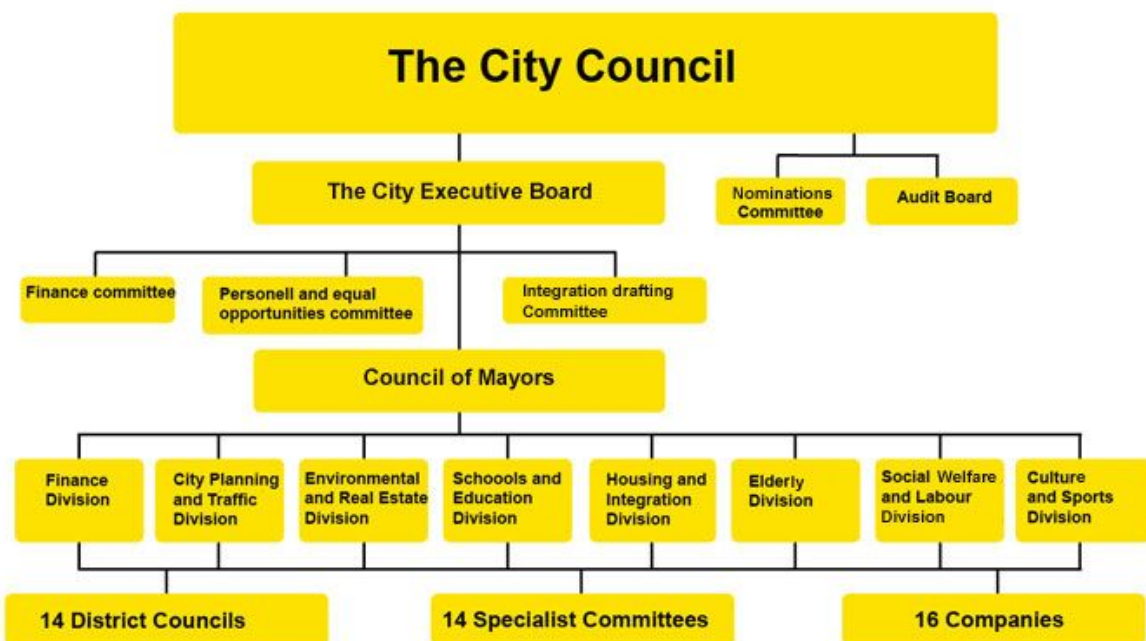 The City Council
The City Executive Board
Nominations
Committee
Audit Board
Finance committee
Personell and equal
opportunities committee
Integration drafting
Committee
Council of Mayors
Finance
Division
City Planning
and Traffic
Division
Environmental
and Real Estate
Division
Schoools and
Education
Division
Housing and
Integration
Division
Elderly
Division
Social Welfare
and Labour
Division
Culture
and Sports
Division
14 District Councils
14 Specialist Committees
16 Companies